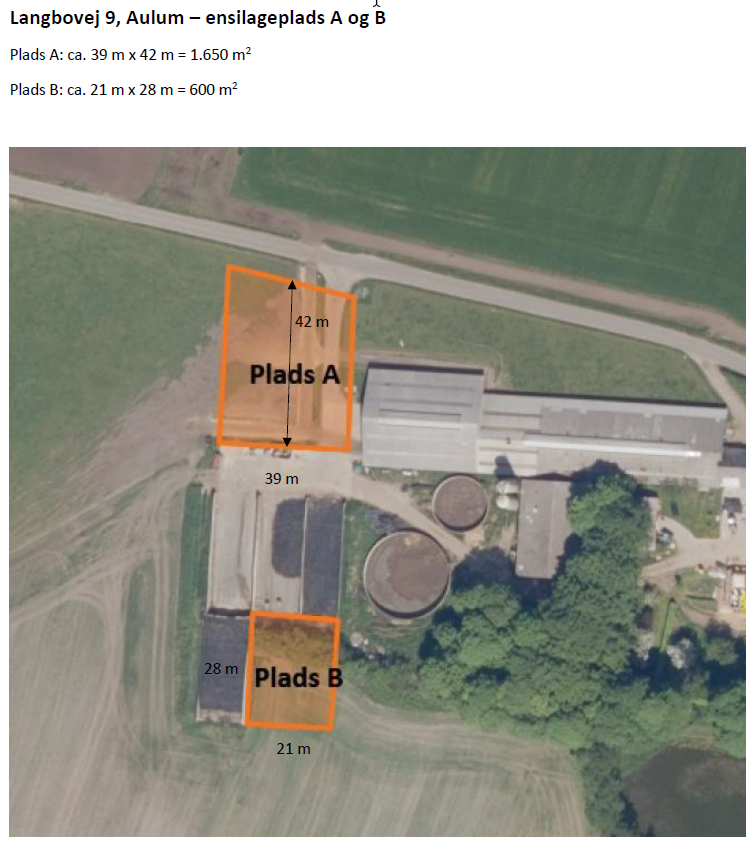 Langbovej 9, Aulum – ensilageplads A og B
Plads A: ca. 39 m x 42 m = 1.650 m²
Plads B: ca. 21 m x 28 m = 600 m²
42 m
Plads A
39 m
28 m
Plads B
21 m